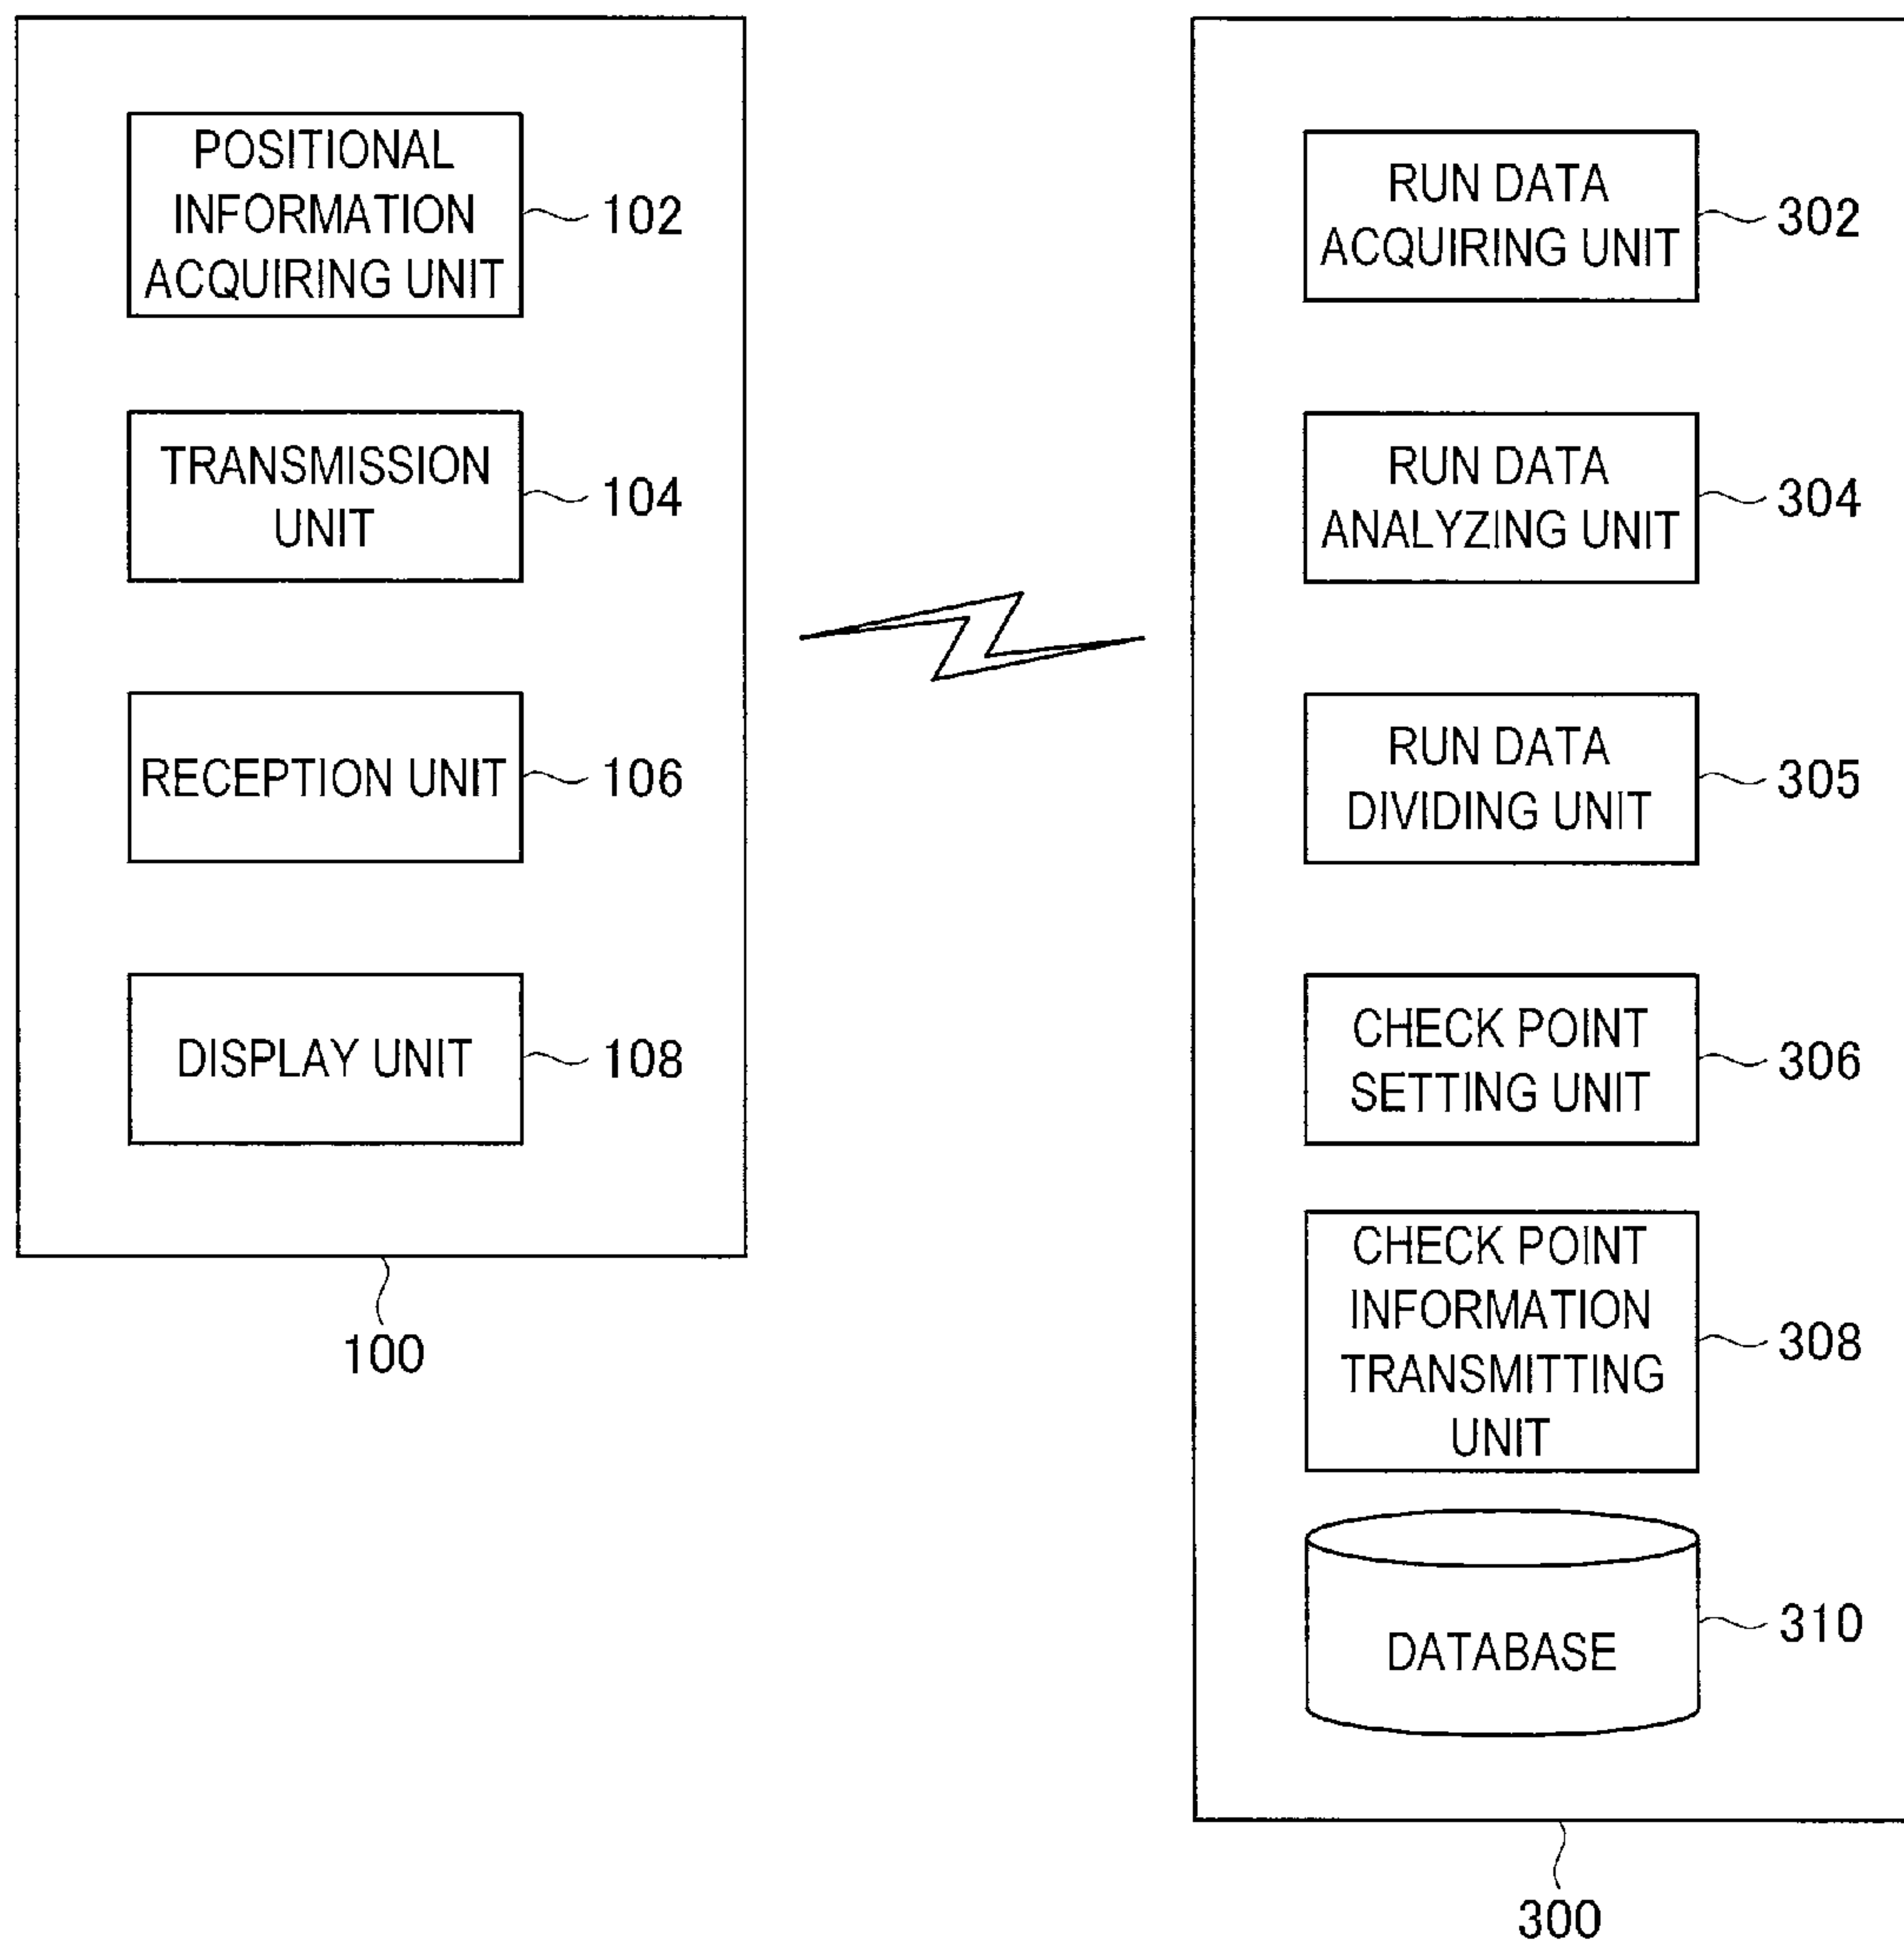 POSITIONAL
INFORMATION
ACQUIRING UNIT
102
TRANSMISSION
UNIT
104
RECEPTION UNIT
106
DISPLAY UNIT
108
100
RUN DATA
ACQUIRING UNIT
302
RUN DATA
ANALYZING UNIT
304
RUN DATA
DIVIDING UNIT
305
CHECK POINT
SETTING UNIT
306
CHECK POINT
INFORMATION
TRANSMITTING
UNIT
308
DATABASE
310
300